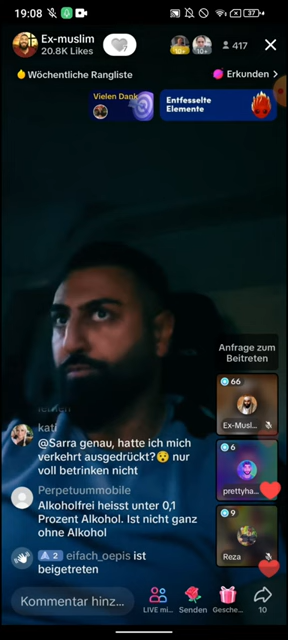 19:08
37
Ex-muslim
20.8K Likes
10+
10+
417
Wöchentliche Rangliste
Erkunden >
Vielen Dank
Entfesselte
Elemente
Anfrage zum
Beitreten
66
Ex-Musl...
kati
@Sarra genau, hatte ich mich
verkehrt ausgedrückt?😯 nur
voll betrinken nicht
6
prettyha...
Perpetuummobile
Alkoholfrei heisst unter 0,1
Prozent Alkohol. Ist nicht ganz
ohne Alkohol
9
Reza
A 2 eifach_oepis ist
beigetreten
Kommentar hinz...
LIVE mi...
Senden
Gesche...
10